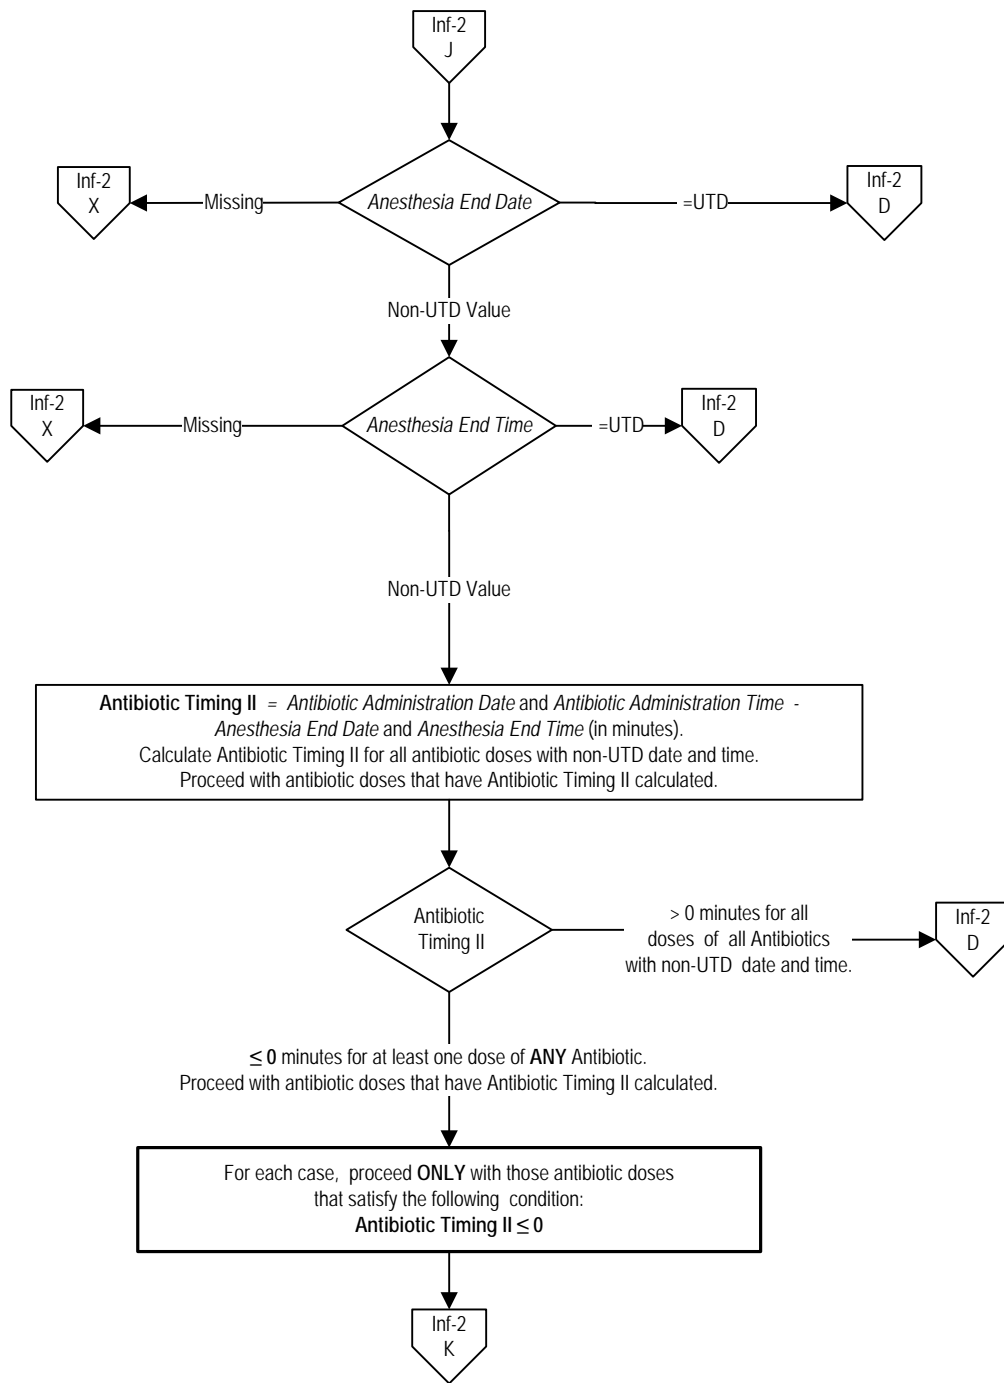 Inf-2
J
Inf-2
X
Missing
Anesthesia End Date
=UTD
Inf-2
D
Non-UTD Value
Inf-2
X
Missing
Anesthesia End Time
=UTD
Inf-2
D
Non-UTD Value
Antibiotic Timing II = Antibiotic Administration Date and Antibiotic Administration Time -
Anesthesia End Date and Anesthesia End Time (in minutes).
Calculate Antibiotic Timing II for all antibiotic doses with non-UTD date and time.
Proceed with antibiotic doses that have Antibiotic Timing II calculated.
Antibiotic
Timing II
> 0 minutes for all
doses of all Antibiotics
with non-UTD date and time.
Inf-2
D
≤ 0 minutes for at least one dose of ANY Antibiotic.
Proceed with antibiotic doses that have Antibiotic Timing II calculated.
For each case, proceed ONLY with those antibiotic doses
that satisfy the following condition:
Antibiotic Timing II ≤ 0
Inf-2
K